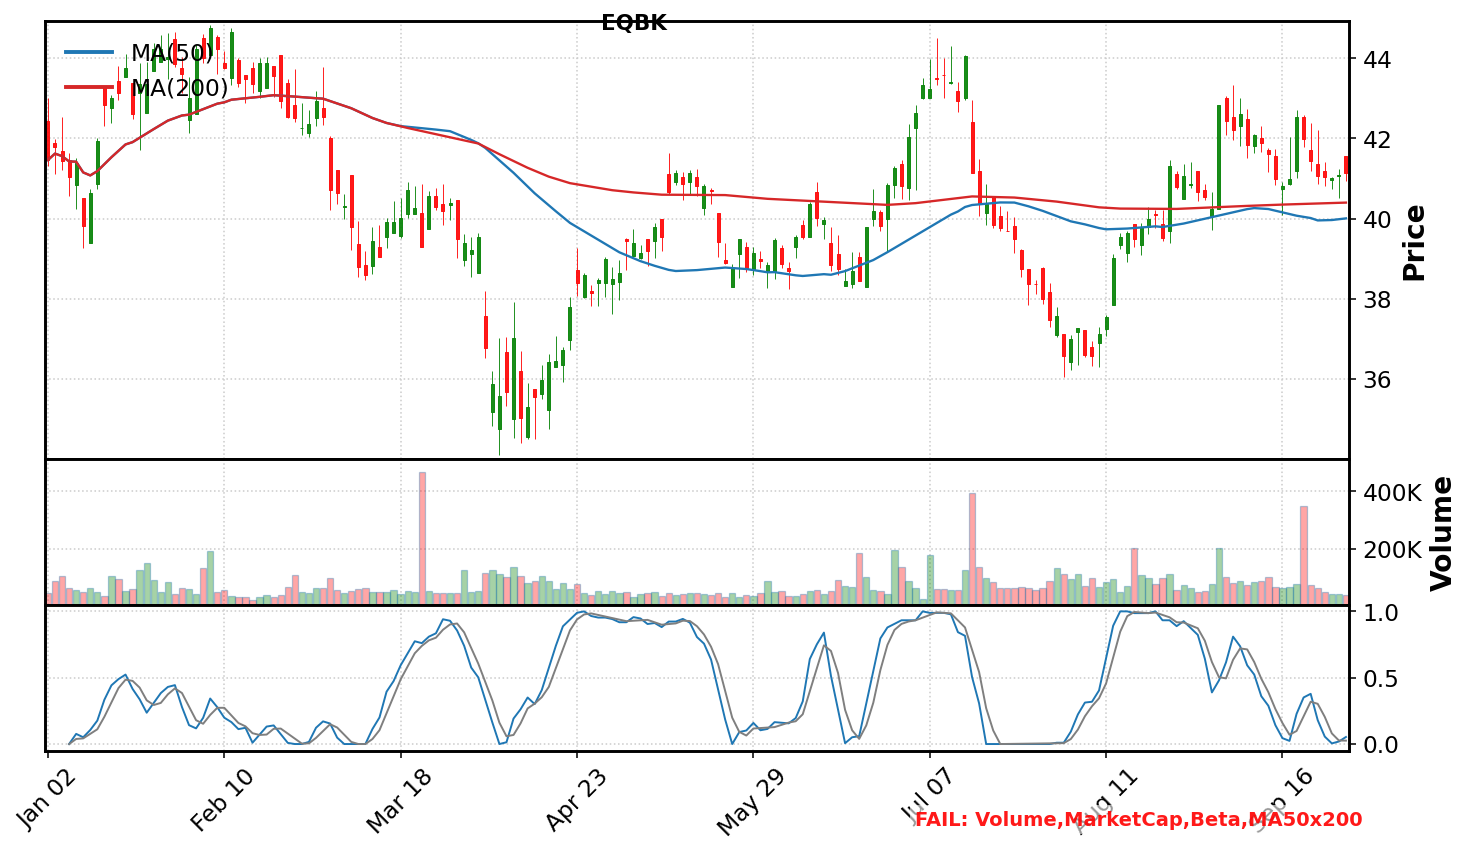 EQBK
MA(50)
MA(200)
44
42
40
38
36
Price
400K
200K
Volume
1.0
0.5
0.0
Jan 02
Feb 10
Mar 18
Apr 23
May 29
Jul 07
Aug 11
Sep 16
FAIL: Volume,MarketCap,Beta,MA50x200